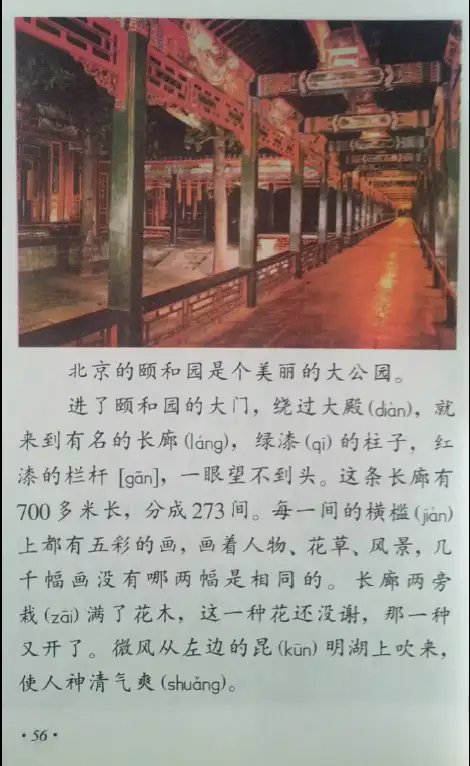 北京的颐和园是个美丽的大公园。
进了颐和园的大门，绕过大殿(diàn)，就
来到有名的长廊(láng)，绿漆(qī)的柱子，红
漆的栏杆[gān]，一眼望不到头。这条长廊有
700多米长，分成273间。每一间的横槛(jiàn)
上都有五彩的画，画着人物、花草、风景，几
千幅画没有哪两幅是相同的。长廊两旁
栽(zāi)满了花木，这一种花还没谢，那一种
又开了。微风从左边的昆(kūn)明湖上吹来，
使人神清气爽(shuǎng)。
·56·